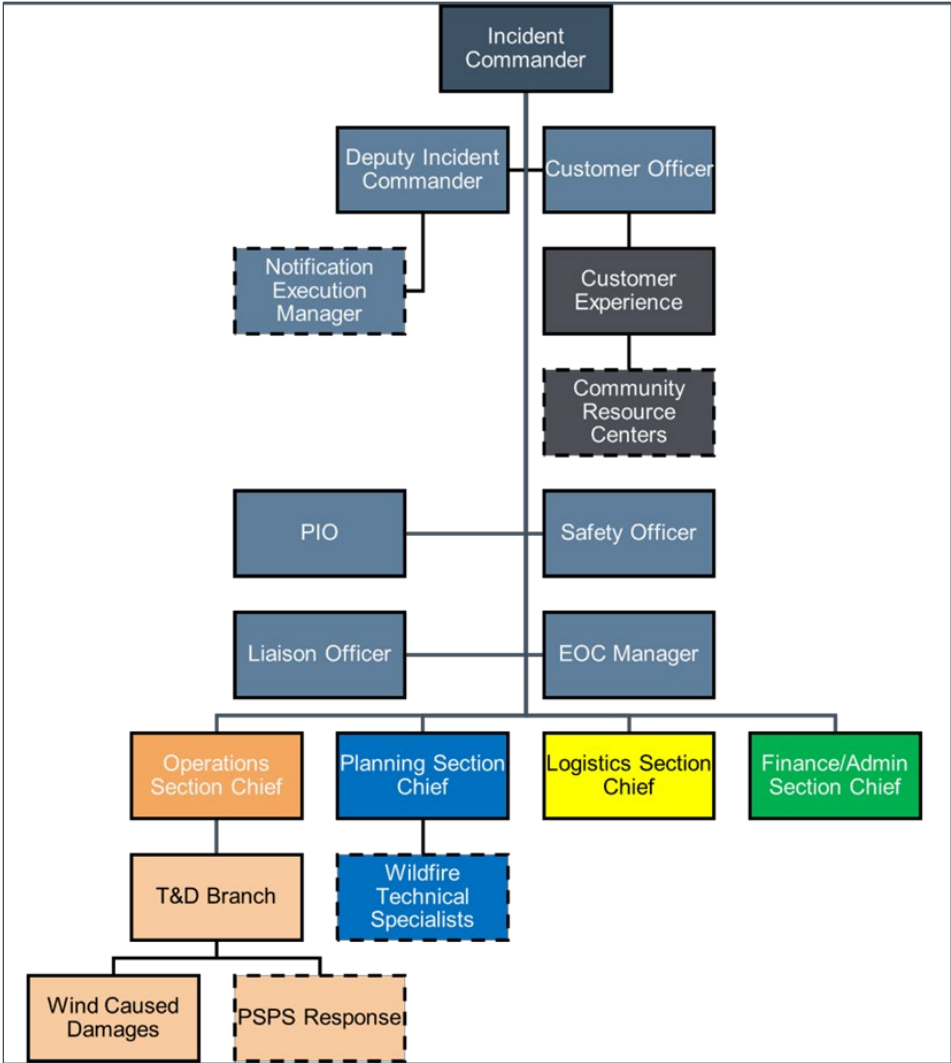 Incident
Commander
Deputy Incident
Commander
Customer Officer
Notification
Execution
Manager
Customer
Experience
Community
Resource
Centers
PIO
Safety Officer
Liaison Officer
EOC Manager
Operations
Section Chief
Planning Section
Chief
Logistics Section
Chief
Finance/Admin
Section Chief
T&D Branch
Wildfire
Technical
Specialists
Wind Caused
Damages
PSPS Response